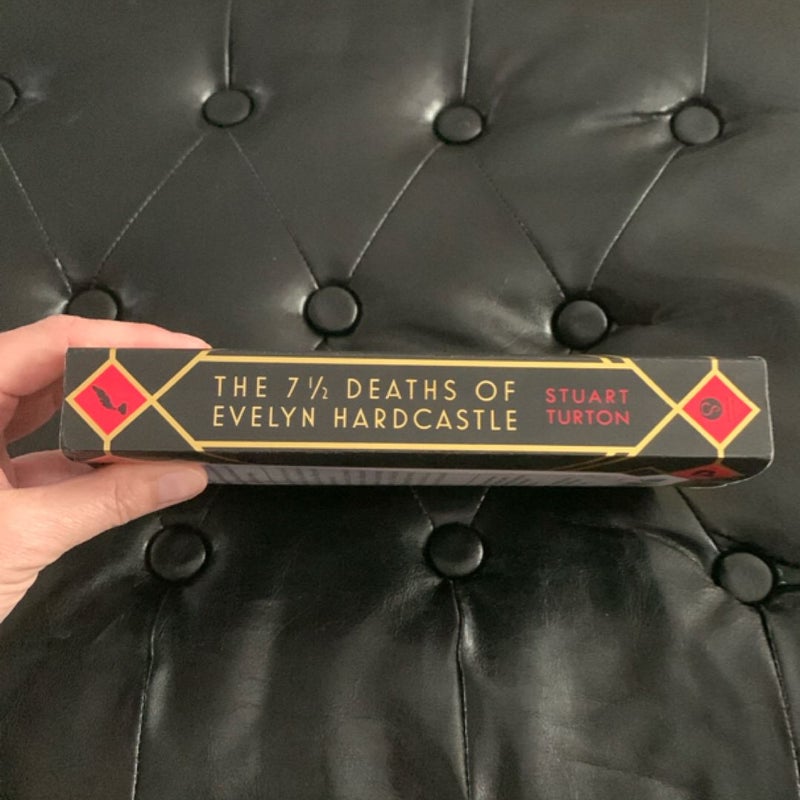 THE 7½ DEATHS OF
EVELYN HARDCASTLE
STUART
TURTON